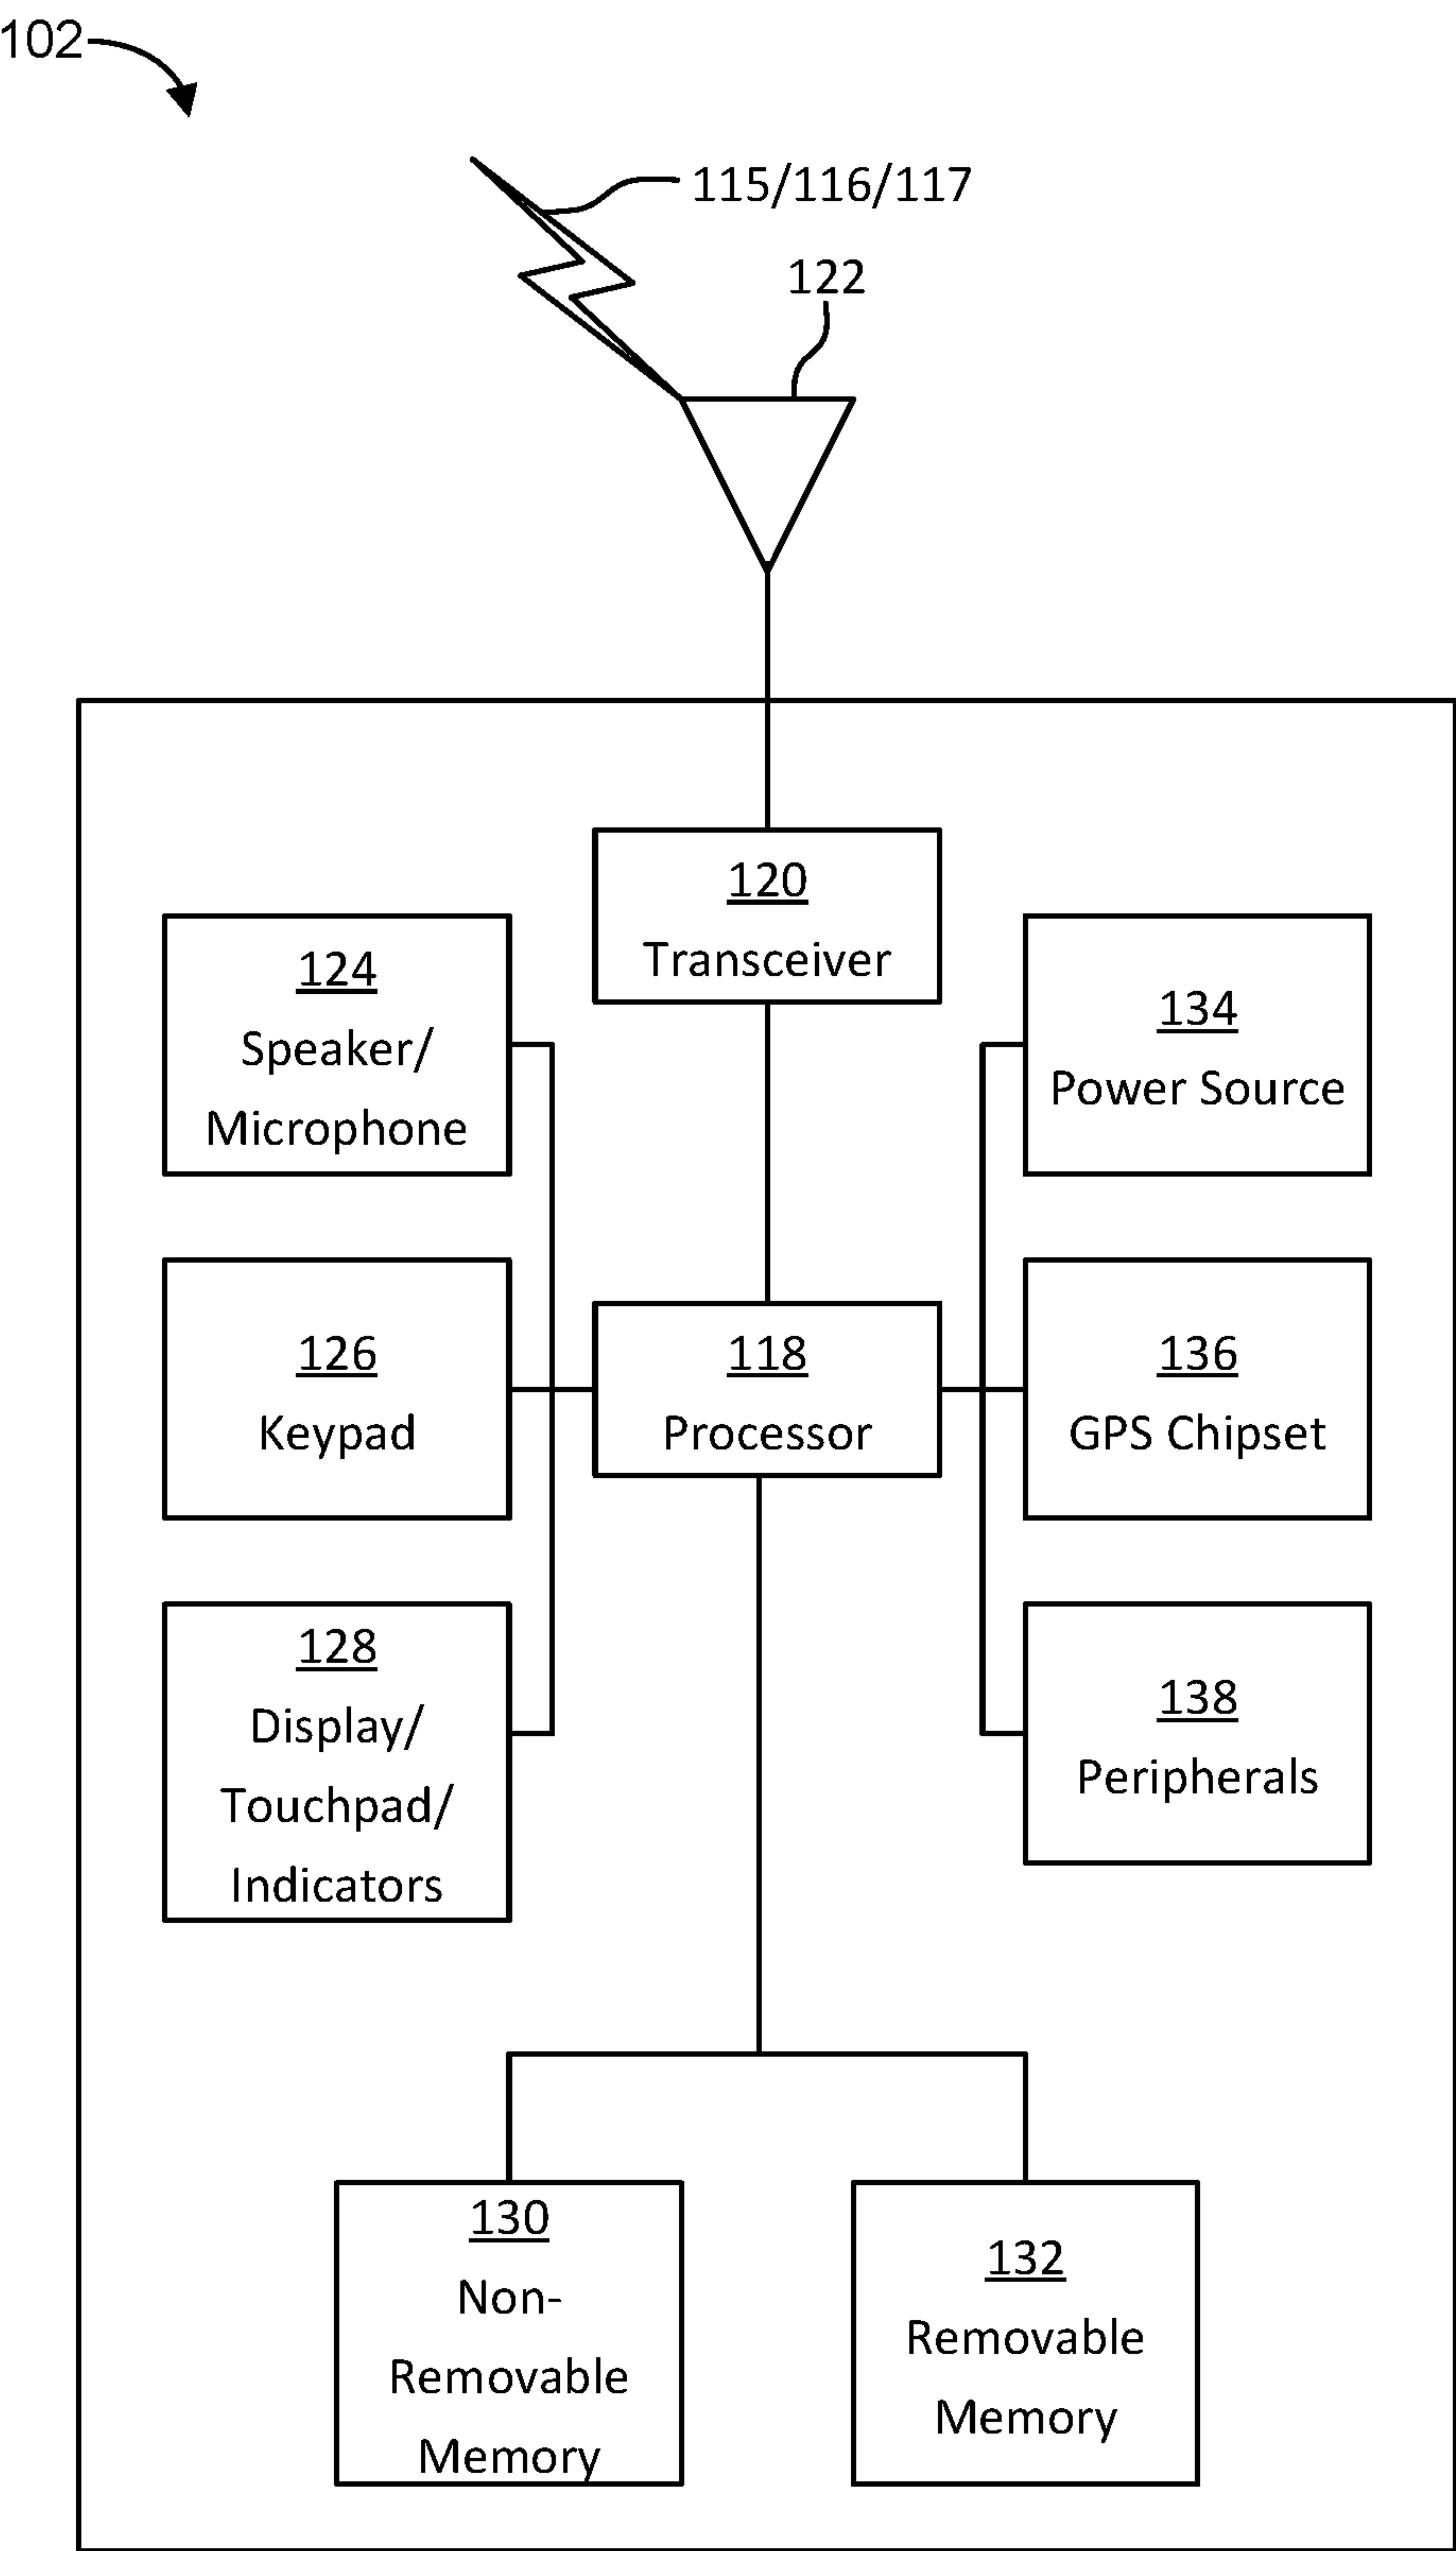 102
115/116/117
122
120
Transceiver
124
Speaker/
Microphone
134
Power Source
126
Keypad
118
Processor
136
GPS Chipset
128
Display/
Touchpad/
Indicators
138
Peripherals
130
Non-
Removable
Memory
132
Removable
Memory